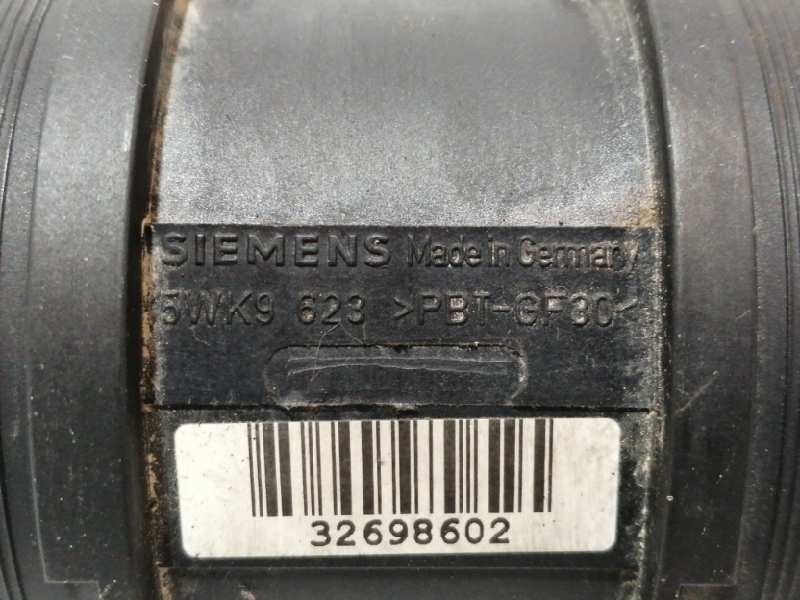 SIEMENS Made in Germany
5WK9 623 >PBT-GF30<
32698602